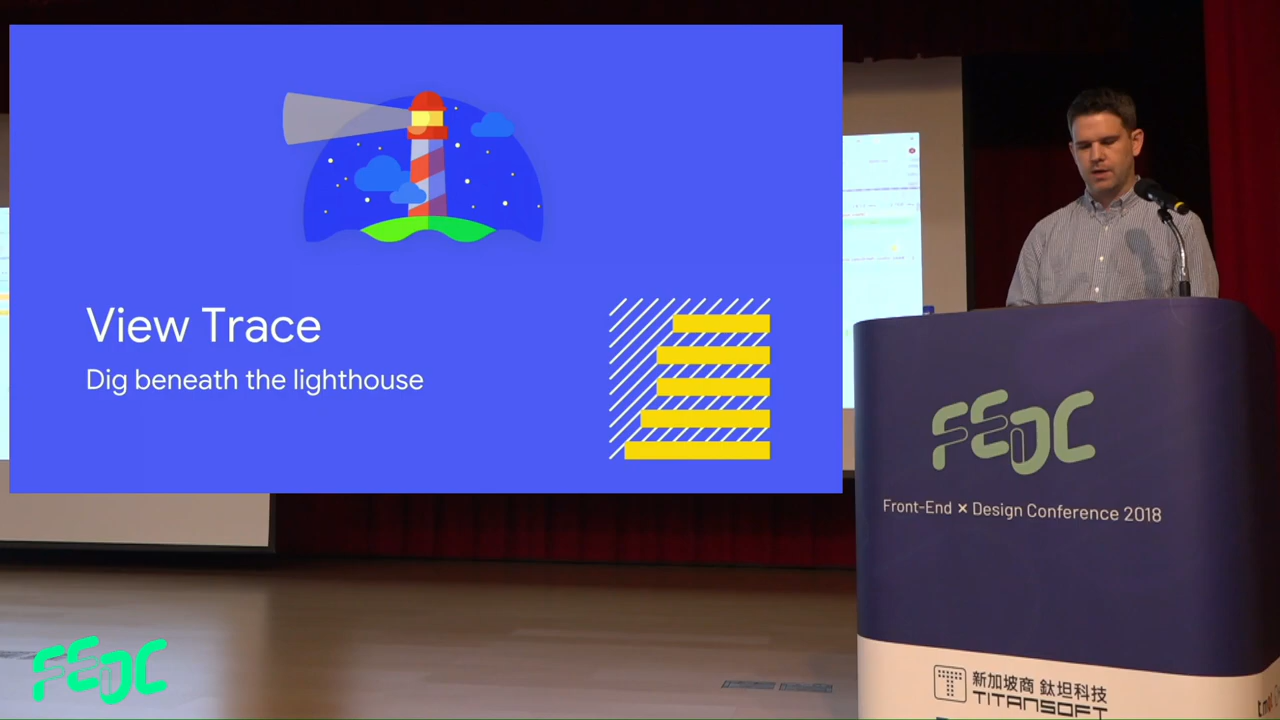 View Trace
Dig beneath the lighthouse
FEDC
Front-End × Design Conference 2018
新加坡商 鈦坦科技
TITANSOFT
FEDC